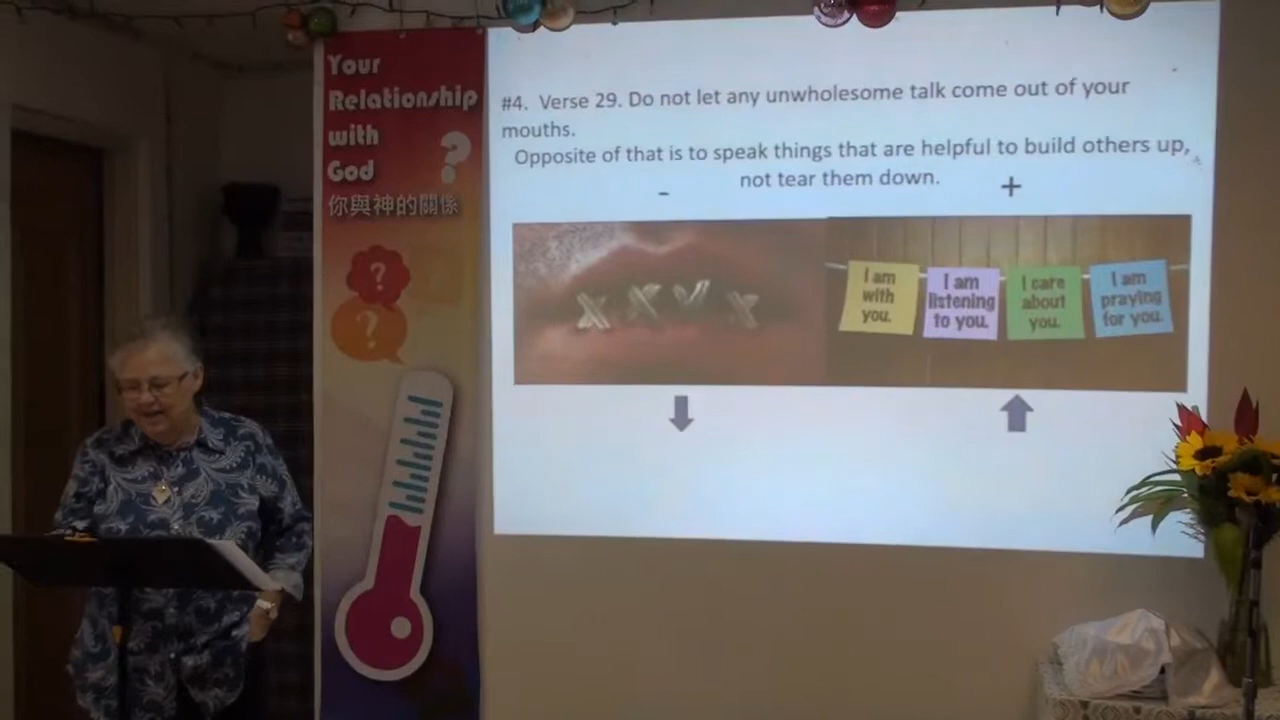 Your
Relationship
with
God
?
你與神的關係
?
?
#4. Verse 29. Do not let any unwholesome talk come out of your
mouths.
Opposite of that is to speak things that are helpful to build others up,
not tear them down.
- +
I am
with
you.
I am
listening
to you.
I care
about
you.
I am
praying
for you.